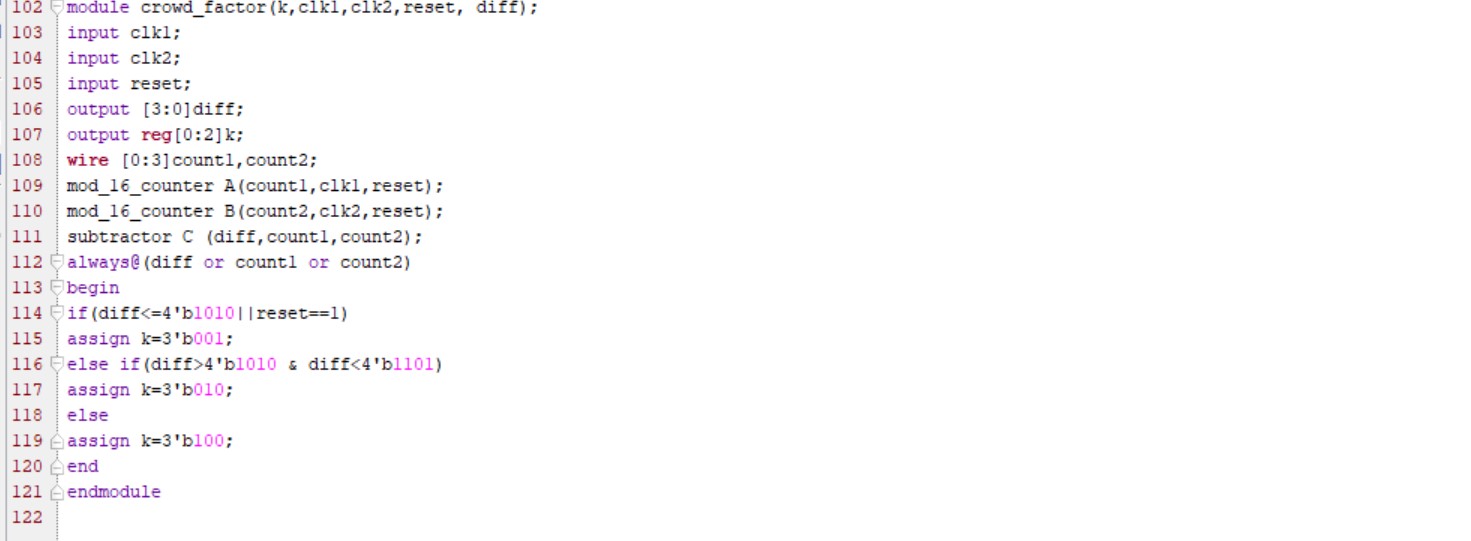 102 module crowd_factor(k,clk1,clk2,reset, diff);
103 input clk1;
104 input clk2;
105 input reset;
106 output [3:0]diff;
107 output reg[0:2]k;
108 wire [0:3]count1,count2;
109 mod_16_counter A(count1,clk1,reset);
110 mod_16_counter B(count2,clk2,reset);
111 subtractor C (diff,count1,count2);
112 always@(diff or count1 or count2)
113 begin
114 if(diff<=4'b1010||reset==1)
115 assign k=3'b001;
116 else if(diff>4'b1010 & diff<4'b1101)
117 assign k=3'b010;
118 else
119 assign k=3'b100;
120 end
121 endmodule
122